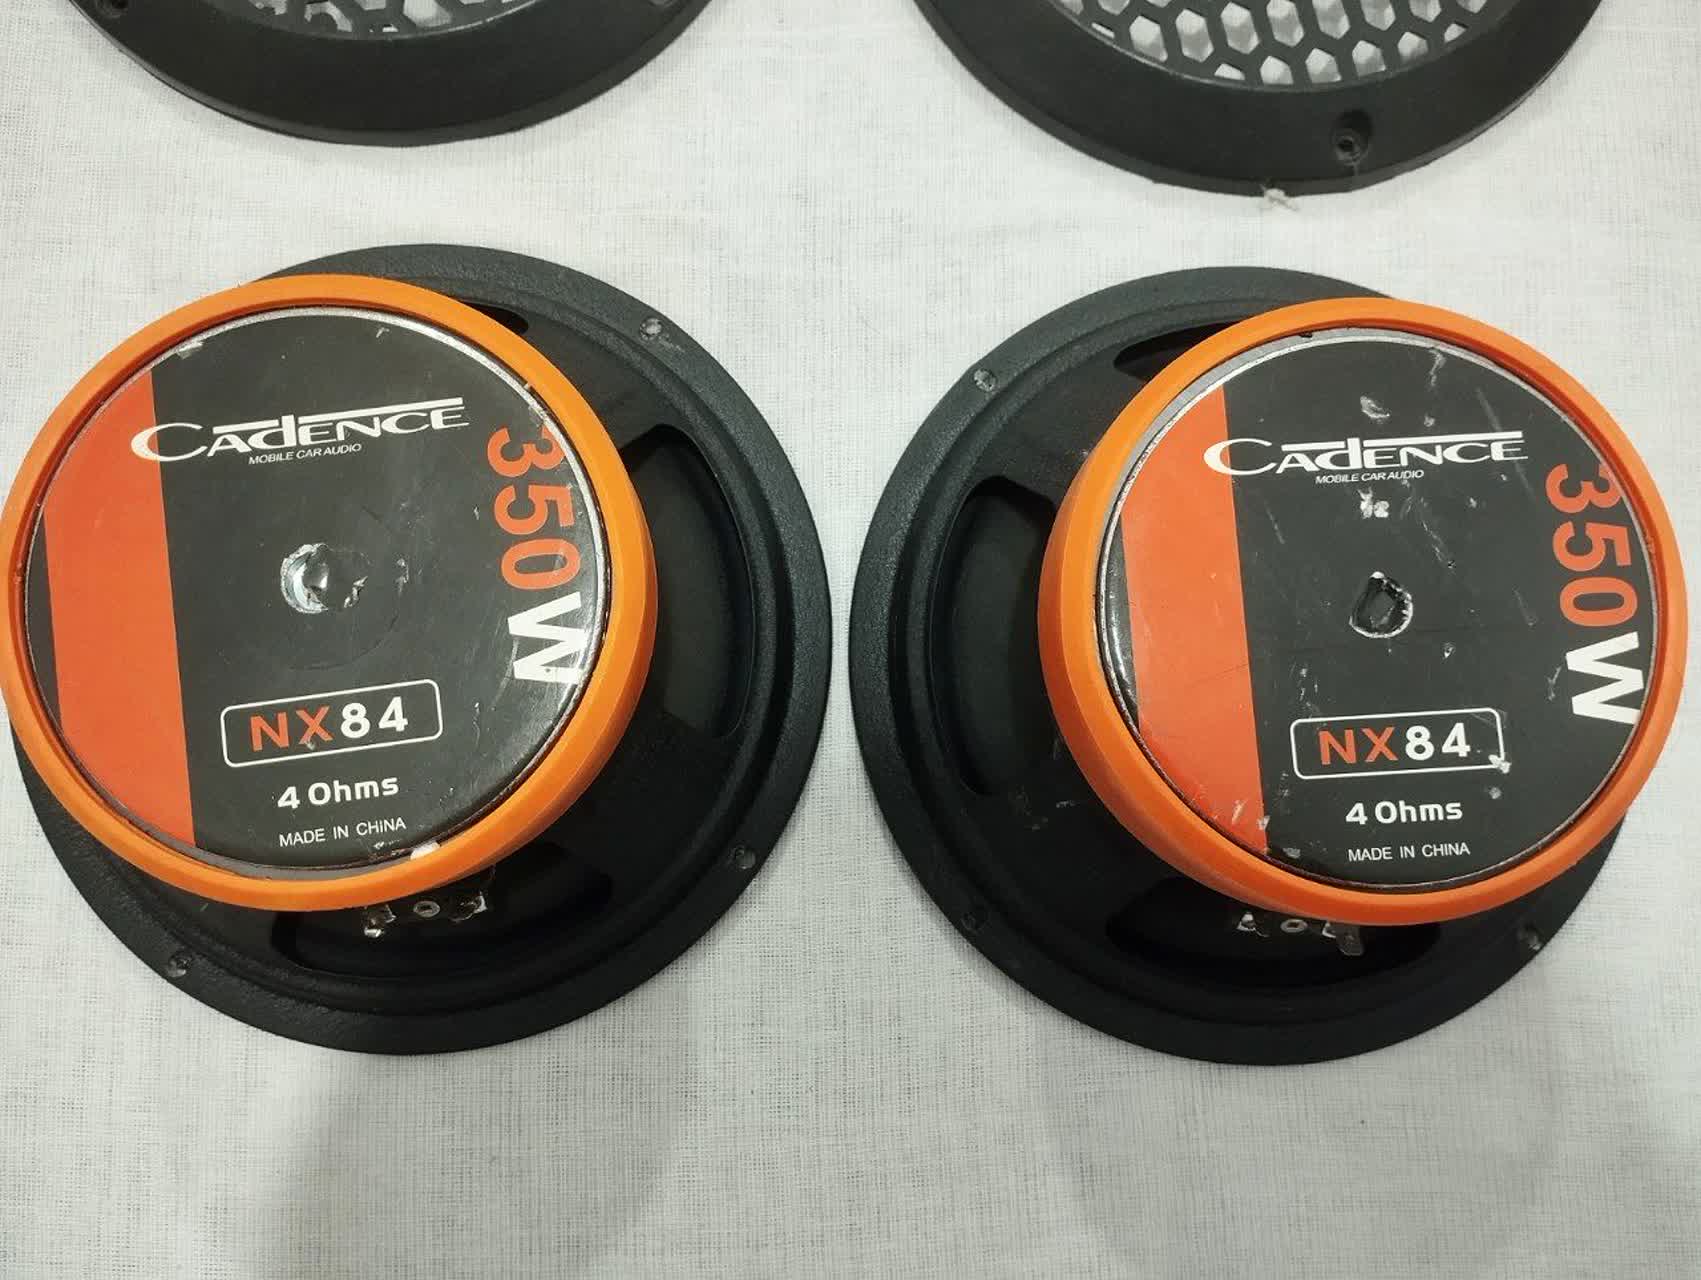 CADENCE
MOBILE CAR AUDIO
350W
NX84
4 Ohms
MADE IN CHINA
CADENCE
MOBILE CAR AUDIO
350W
NX84
4 Ohms
MADE IN CHINA